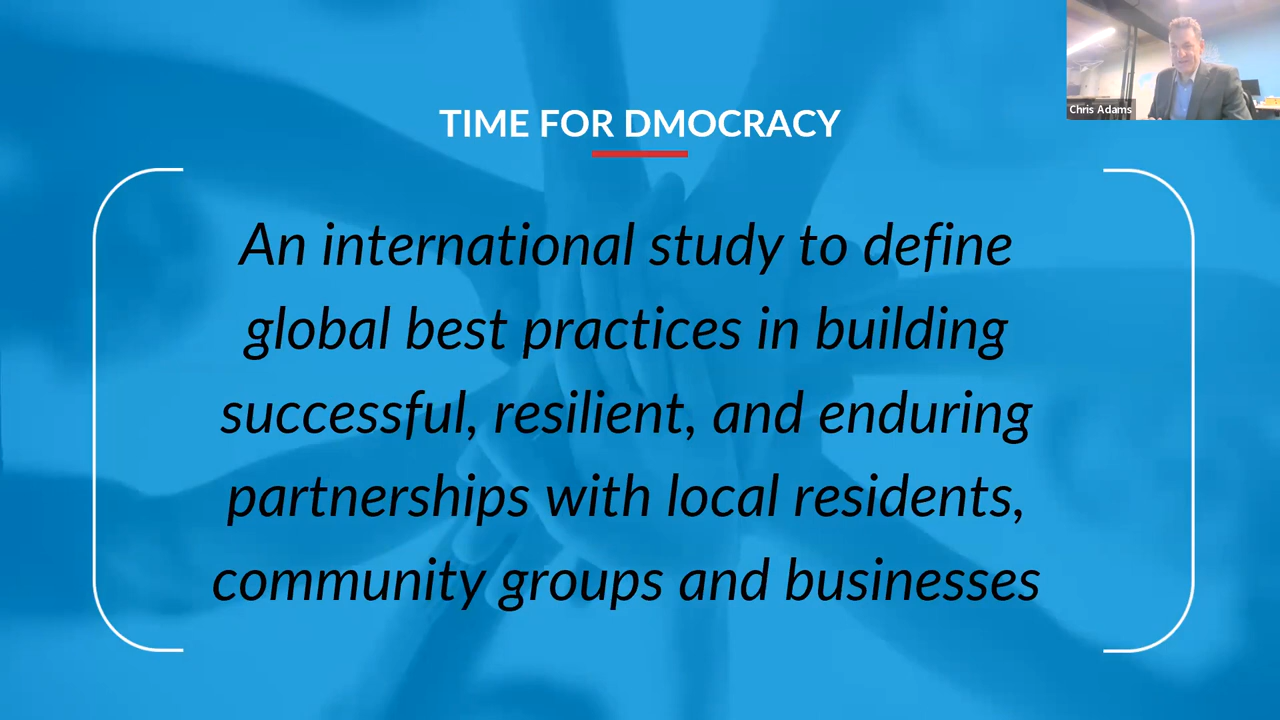 TIME FOR DMOCRACY
Chris Adams
An international study to define
global best practices in building
successful, resilient, and enduring
partnerships with local residents,
community groups and businesses